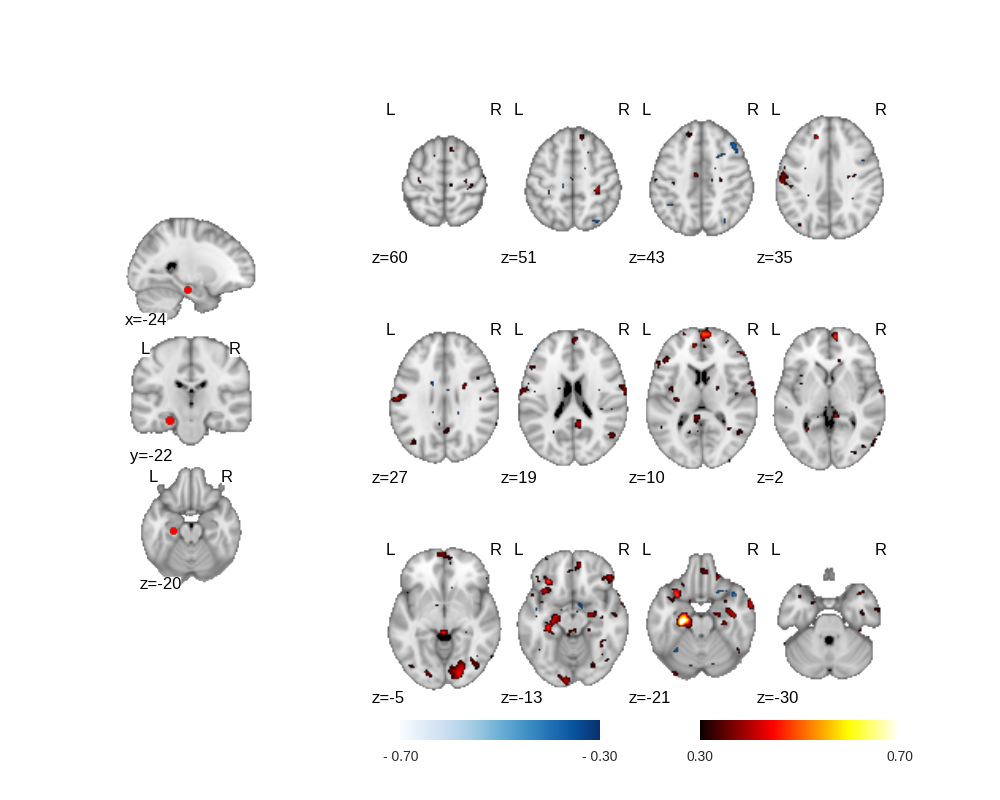 L R L R L R L R
z=60 z=51 z=43 z=35
x=-24
L R
y=-22
L R
z=-20
L R L R L R L R
z=27 z=19 z=10 z=2
L R L R L R L R
z=-5 z=-13 z=-21 z=-30
- 0.70 - 0.30 0.30 0.70